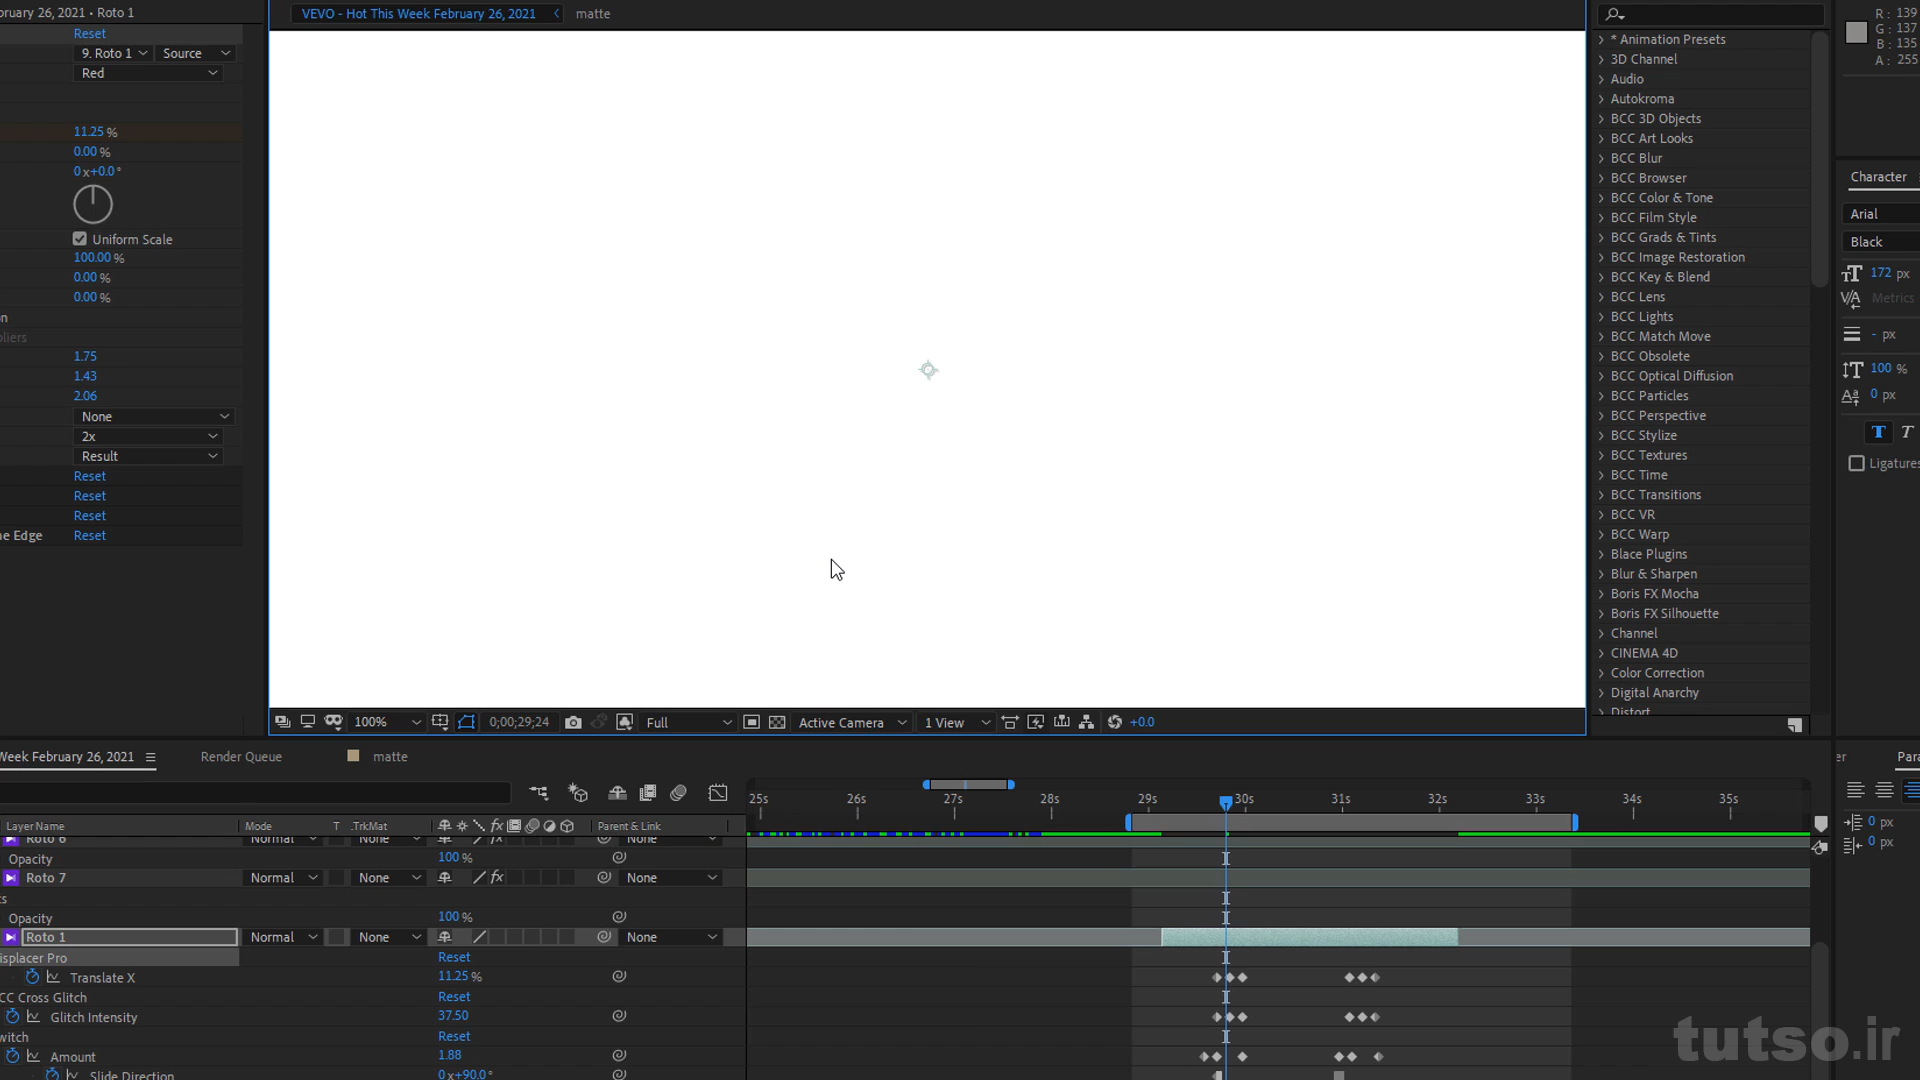 ruary 26, 2021 • Roto 1
Reset
9. Roto 1 Source
Red
11.25 %
0.00 %
0 x+0.0 °
Uniform Scale
100.00 %
0.00 %
0.00 %
n
pliers
1.75
1.43
2.06
None
2x
Result
Reset
Reset
Reset
ne Edge Reset
VEVO - Hot This Week February 26, 2021 matte
100% 0;00;29;24 Full Active Camera 1 View +0.0
* Animation Presets
3D Channel
Audio
Autokroma
BCC 3D Objects
BCC Art Looks
BCC Blur
BCC Browser
BCC Color & Tone
BCC Film Style
BCC Grads & Tints
BCC Image Restoration
BCC Key & Blend
BCC Lens
BCC Lights
BCC Match Move
BCC Obsolete
BCC Optical Diffusion
BCC Particles
BCC Perspective
BCC Stylize
BCC Textures
BCC Time
BCC Transitions
BCC VR
BCC Warp
Blace Plugins
Blur & Sharpen
Boris FX Mocha
Boris FX Silhouette
Channel
CINEMA 4D
Color Correction
Digital Anarchy
Distort
R : 139
G : 137
B : 135
A : 255
Character
Arial
Black
172 px
Metrics
- px
100 %
0 px
T T
Ligatures
er Para
0 px
0 px
Week February 26, 2021 Render Queue matte
25s 26s 27s 28s 29s 30s 31s 32s 33s 34s 35s
Layer Name Mode T .TrkMat Parent & Link
Roto 6 Normal None None
Opacity 100 %
Roto 7 Normal None None
ts
Opacity 100 %
Roto 1 Normal None None
isplacer Pro Reset
Translate X 11.25 %
CC Cross Glitch Reset
Glitch Intensity 37.50
witch Reset
Amount 1.88
Slide Direction 0 x+90.0°
tutso.ir